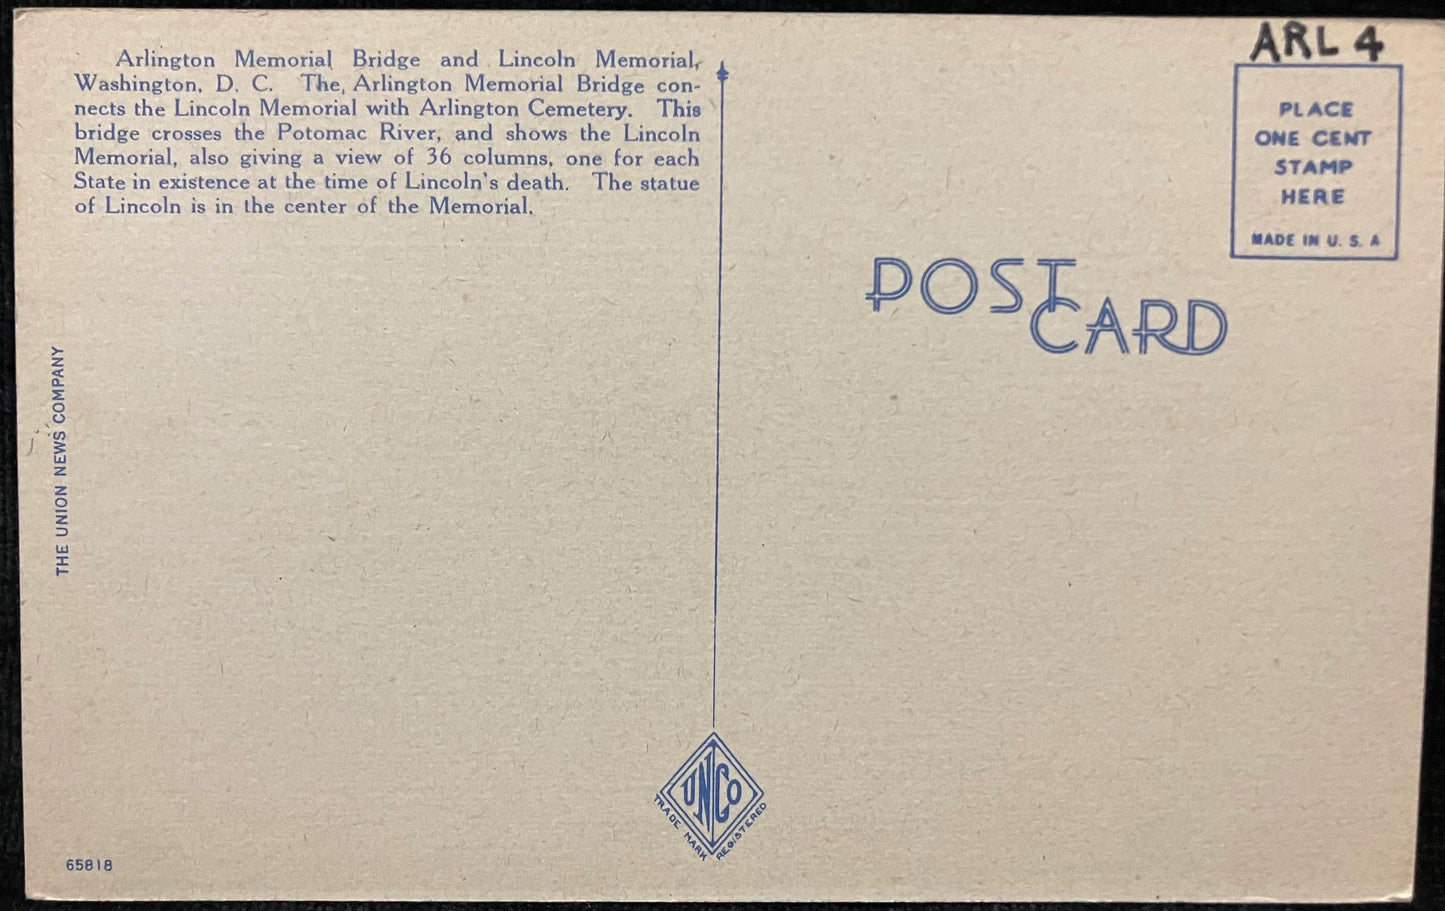 Arlington Memorial Bridge and Lincoln Memorial,
Washington, D. C. The, Arlington Memorial Bridge con-
nects the Lincoln Memorial with Arlington Cemetery. This
bridge crosses the Potomac River, and shows the Lincoln
Memorial, also giving a view of 36 columns, one for each
State in existence at the time of Lincoln's death. The statue
of Lincoln is in the center of the Memorial.
ARL 4
PLACE
ONE CENT
STAMP
HERE
MADE IN U. S. A
POST
CARD
THE UNION NEWS COMPANY
UNCO
TRADE MARK REGISTERED
65818